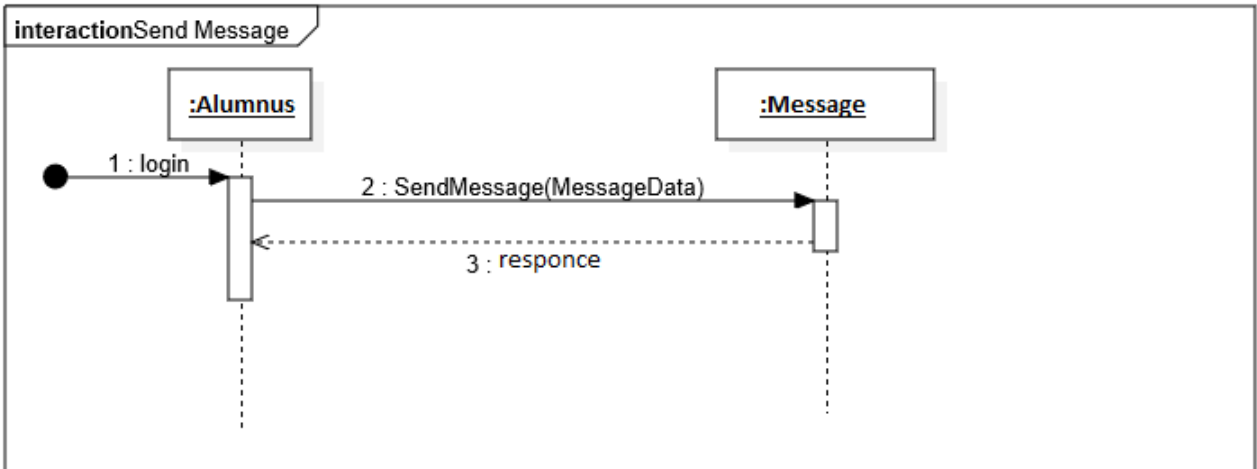 interactionSend Message
:Alumnus
:Message
1 : login
2 : SendMessage(MessageData)
3 : responce